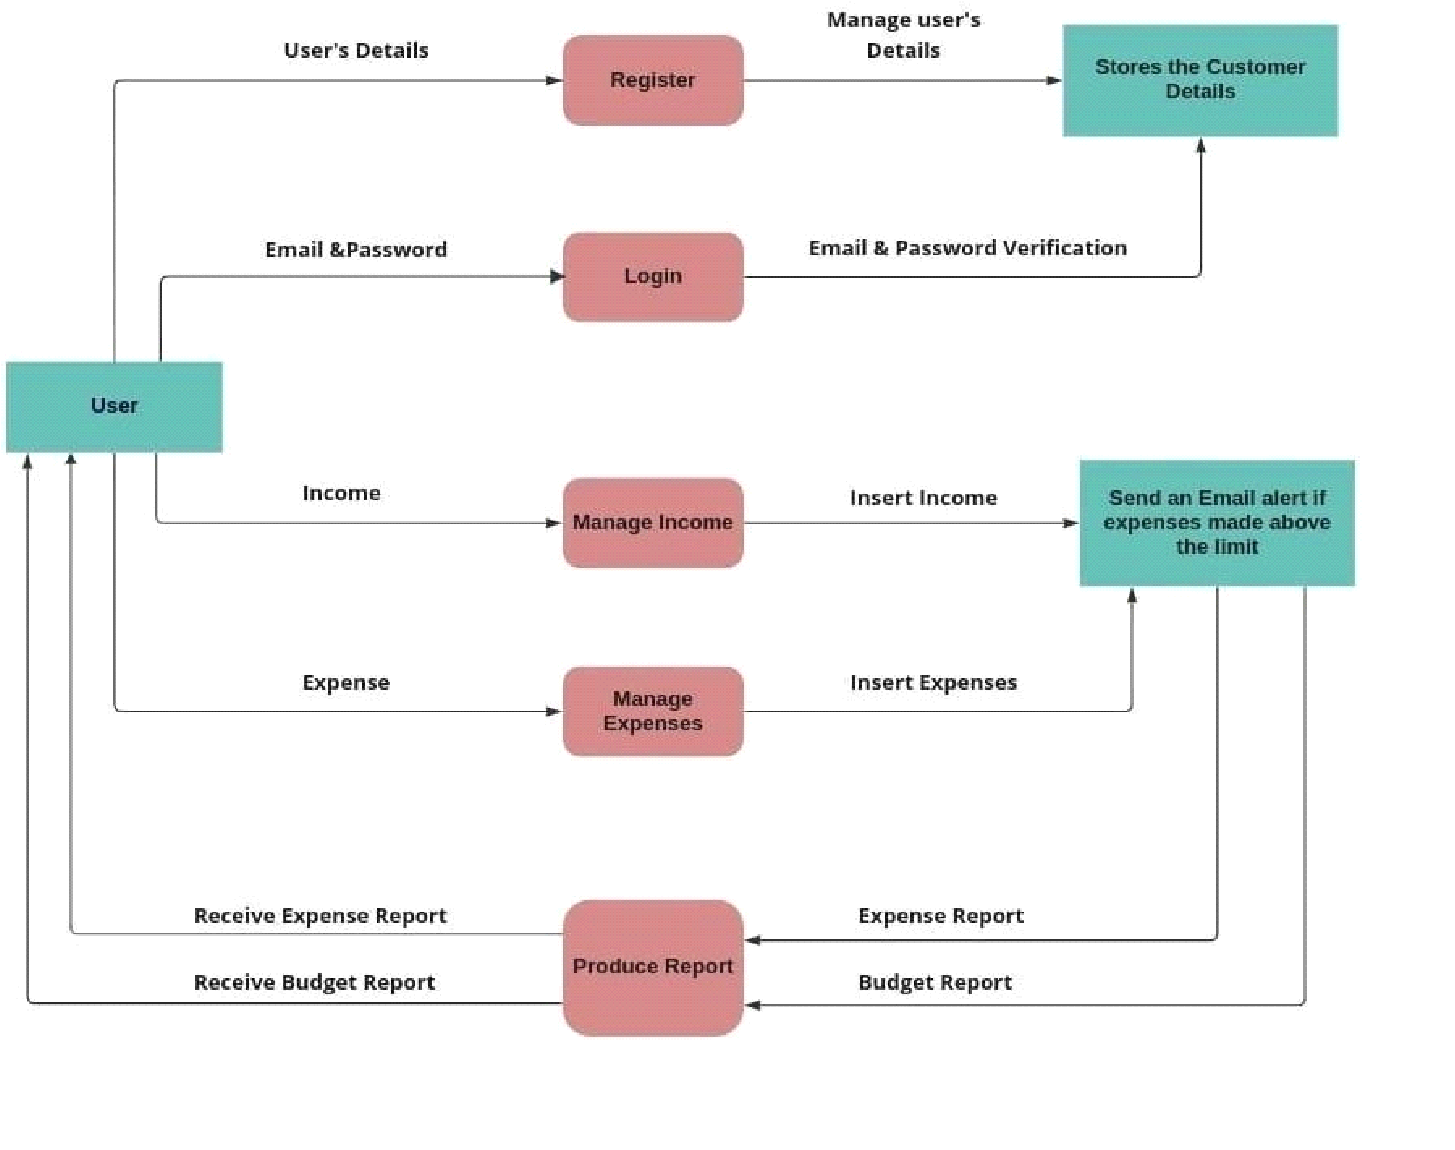 Manage user's
User's Details
Details
Register
Stores the Customer
Details
Email &Password
Login
Email & Password Verification
User
Income
Manage Income
Insert Income
Send an Email alert if
expenses made above
the limit
Expense
Manage
Expenses
Insert Expenses
Receive Expense Report
Expense Report
Produce Report
Receive Budget Report
Budget Report